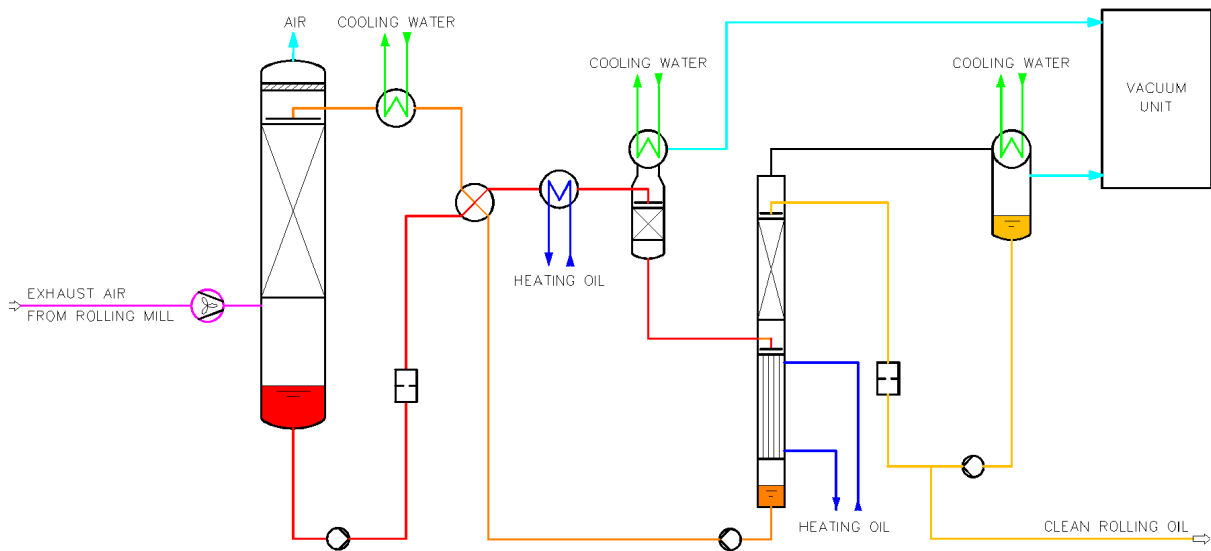 AIR
COOLING WATER
COOLING WATER
COOLING WATER
VACUUM
UNIT
HEATING OIL
EXHAUST AIR
FROM ROLLING MILL
HEATING OIL
CLEAN ROLLING OIL